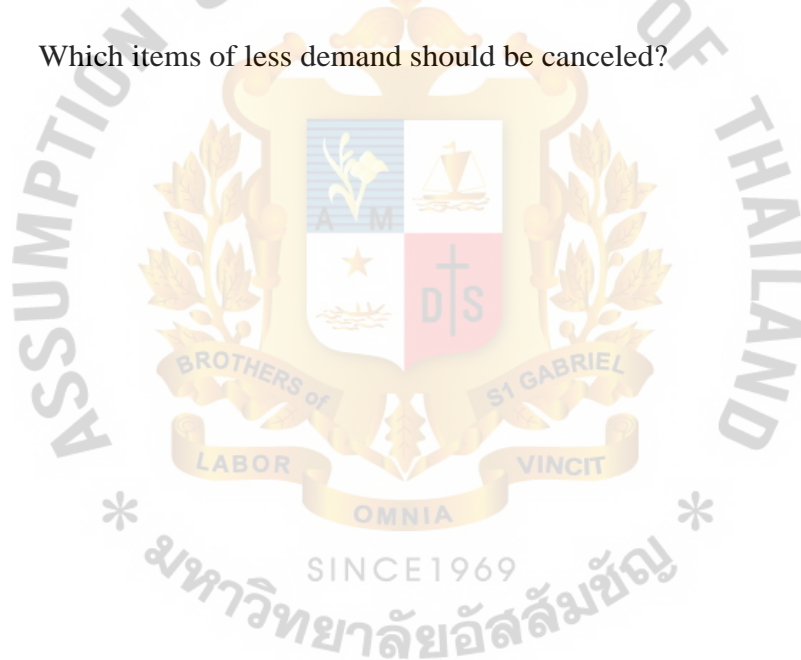 Which items of less demand should be canceled?
ASSUMPTION
OF THAILAND
A M
D S
BROTHERS of
S1 GABRIEL
LABOR
VINCIT
OMNIA
* SINCE1969 *
มหาวิทยาลัยอัสสัมชัญ